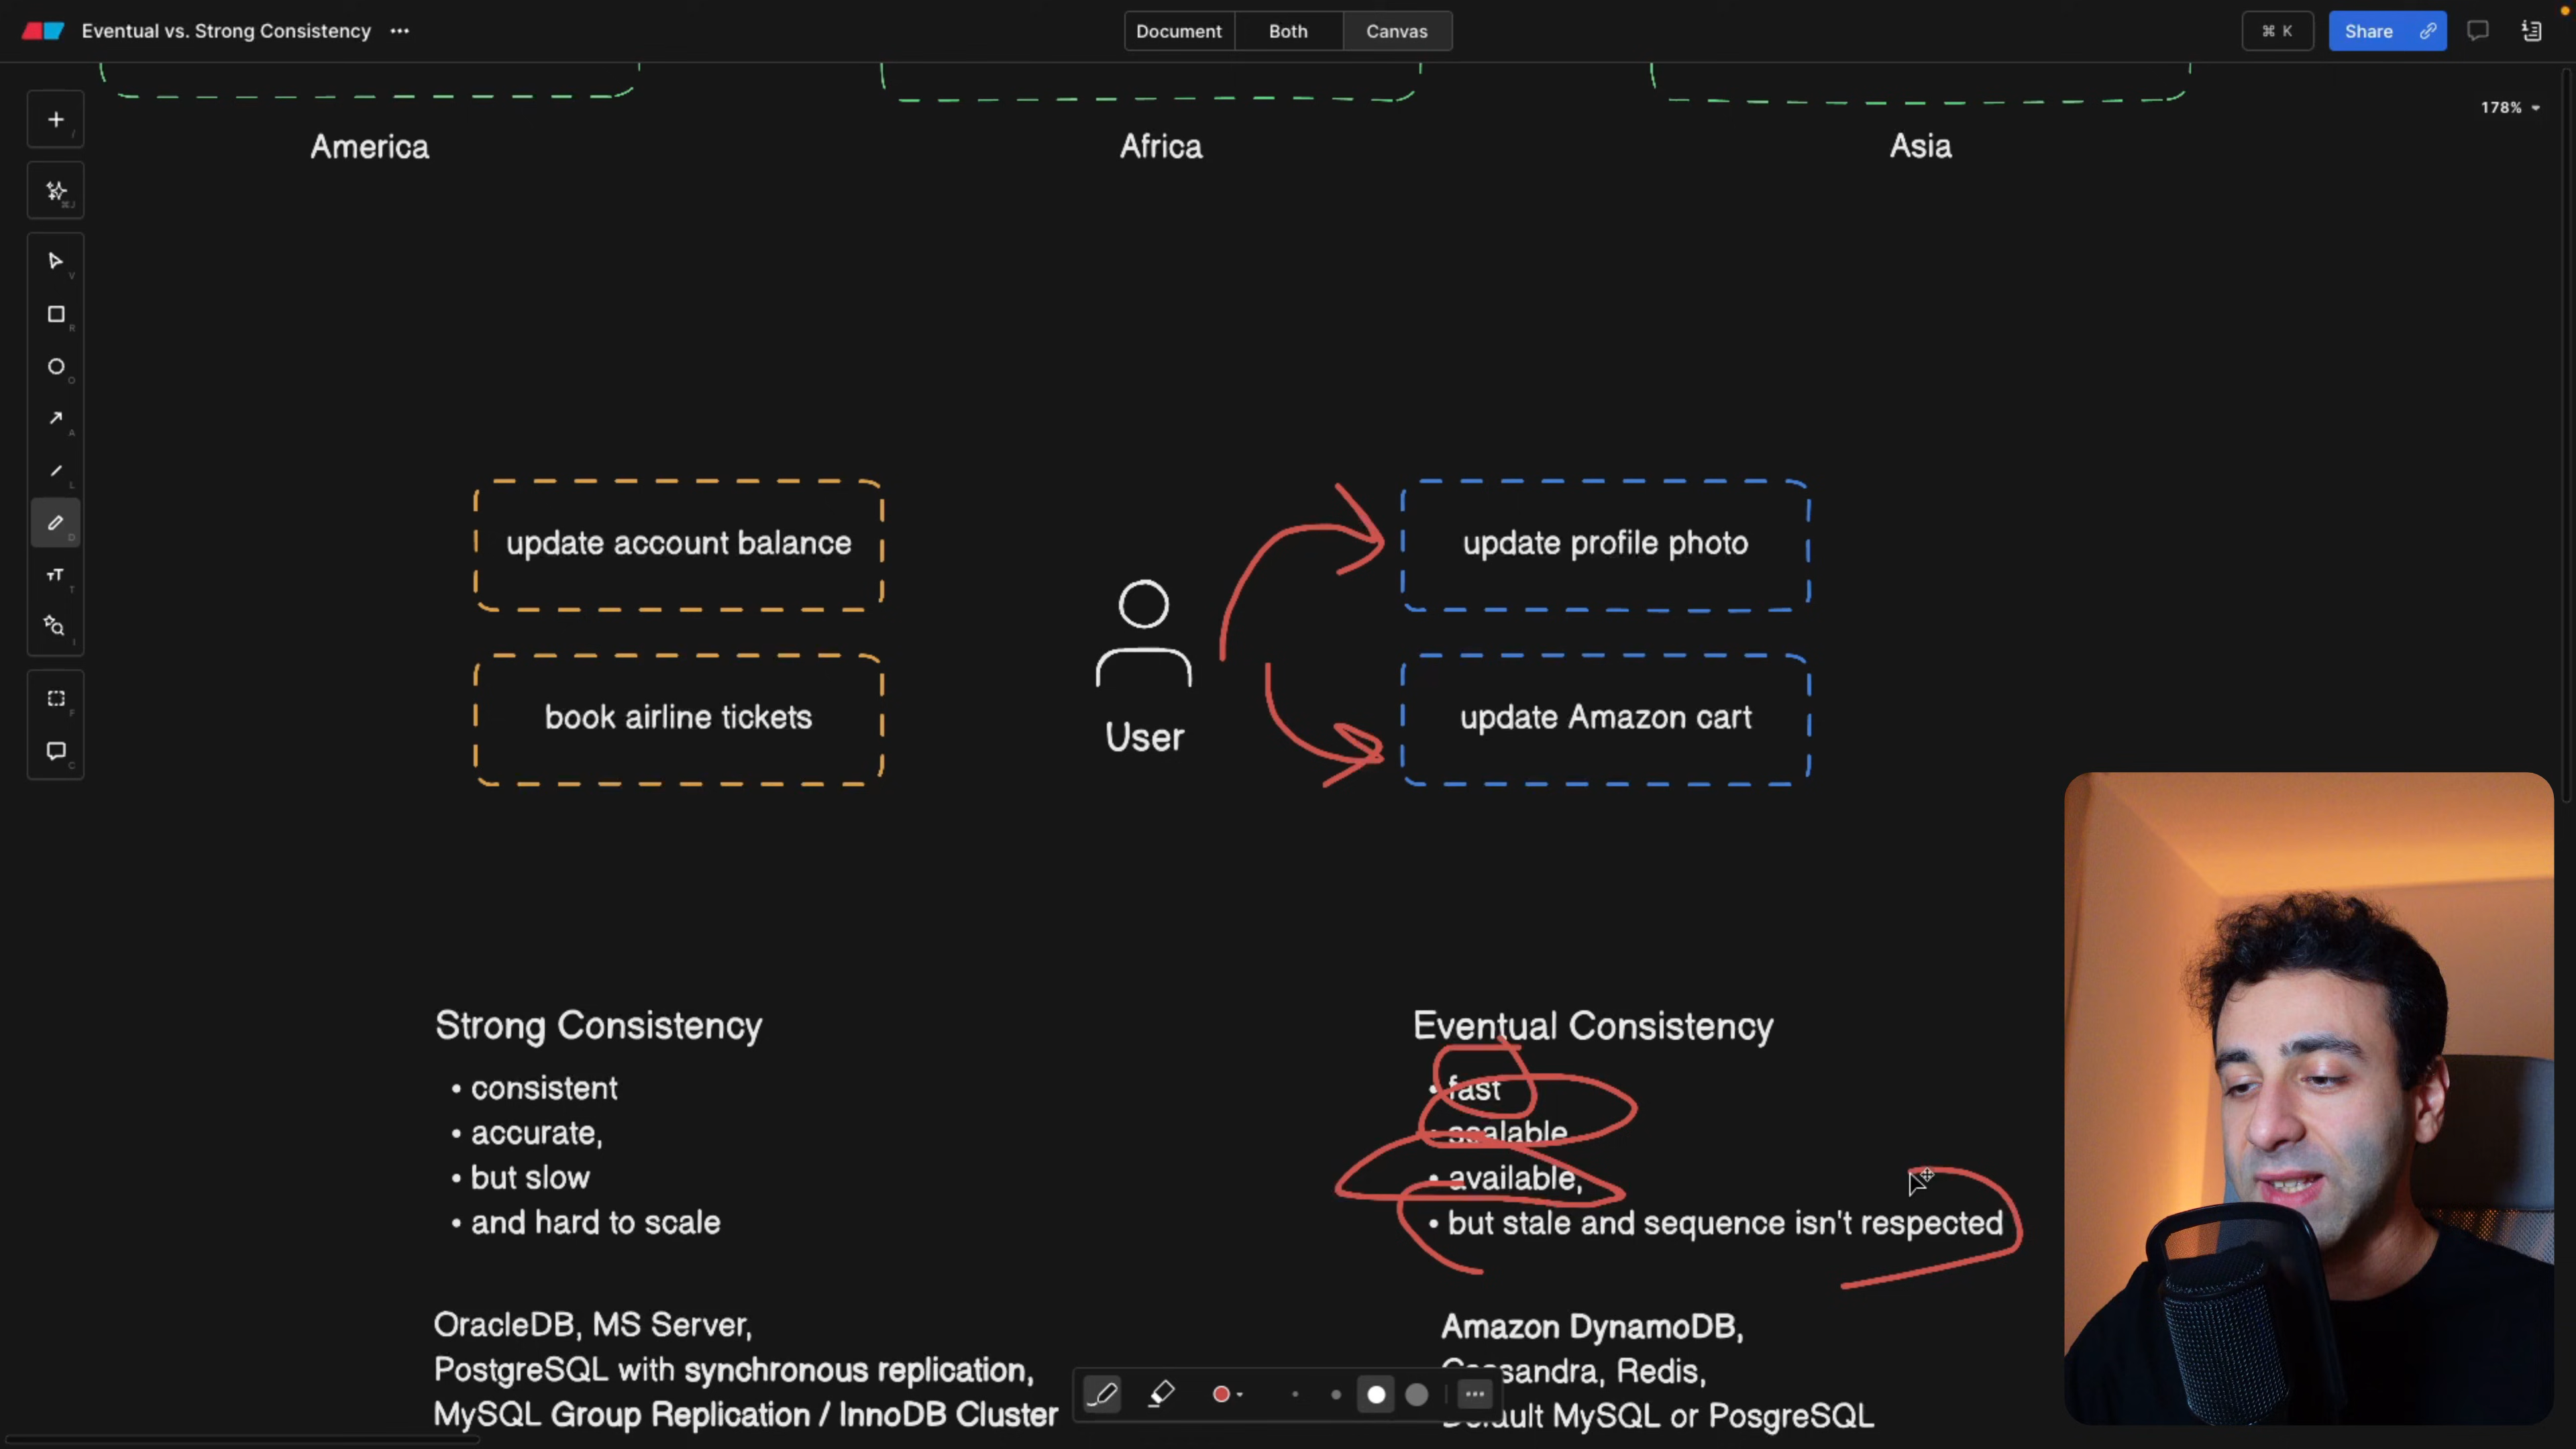 Eventual vs. Strong Consistency
Document
Both
Canvas
⌘ K
Share
178%
America
Africa
Asia
/
⌘J
V
R
O
A
L
D
T
I
F
C
update account balance
update profile photo
book airline tickets
update Amazon cart
User
Strong Consistency
• consistent
• accurate,
• but slow
• and hard to scale
OracleDB, MS Server,
PostgreSQL with synchronous replication,
MySQL Group Replication / InnoDB Cluster
Eventual Consistency
• fast
• scalable
• available,
• but stale and sequence isn't respected
Amazon DynamoDB,
Cassandra, Redis,
Default MySQL or PosgreSQL